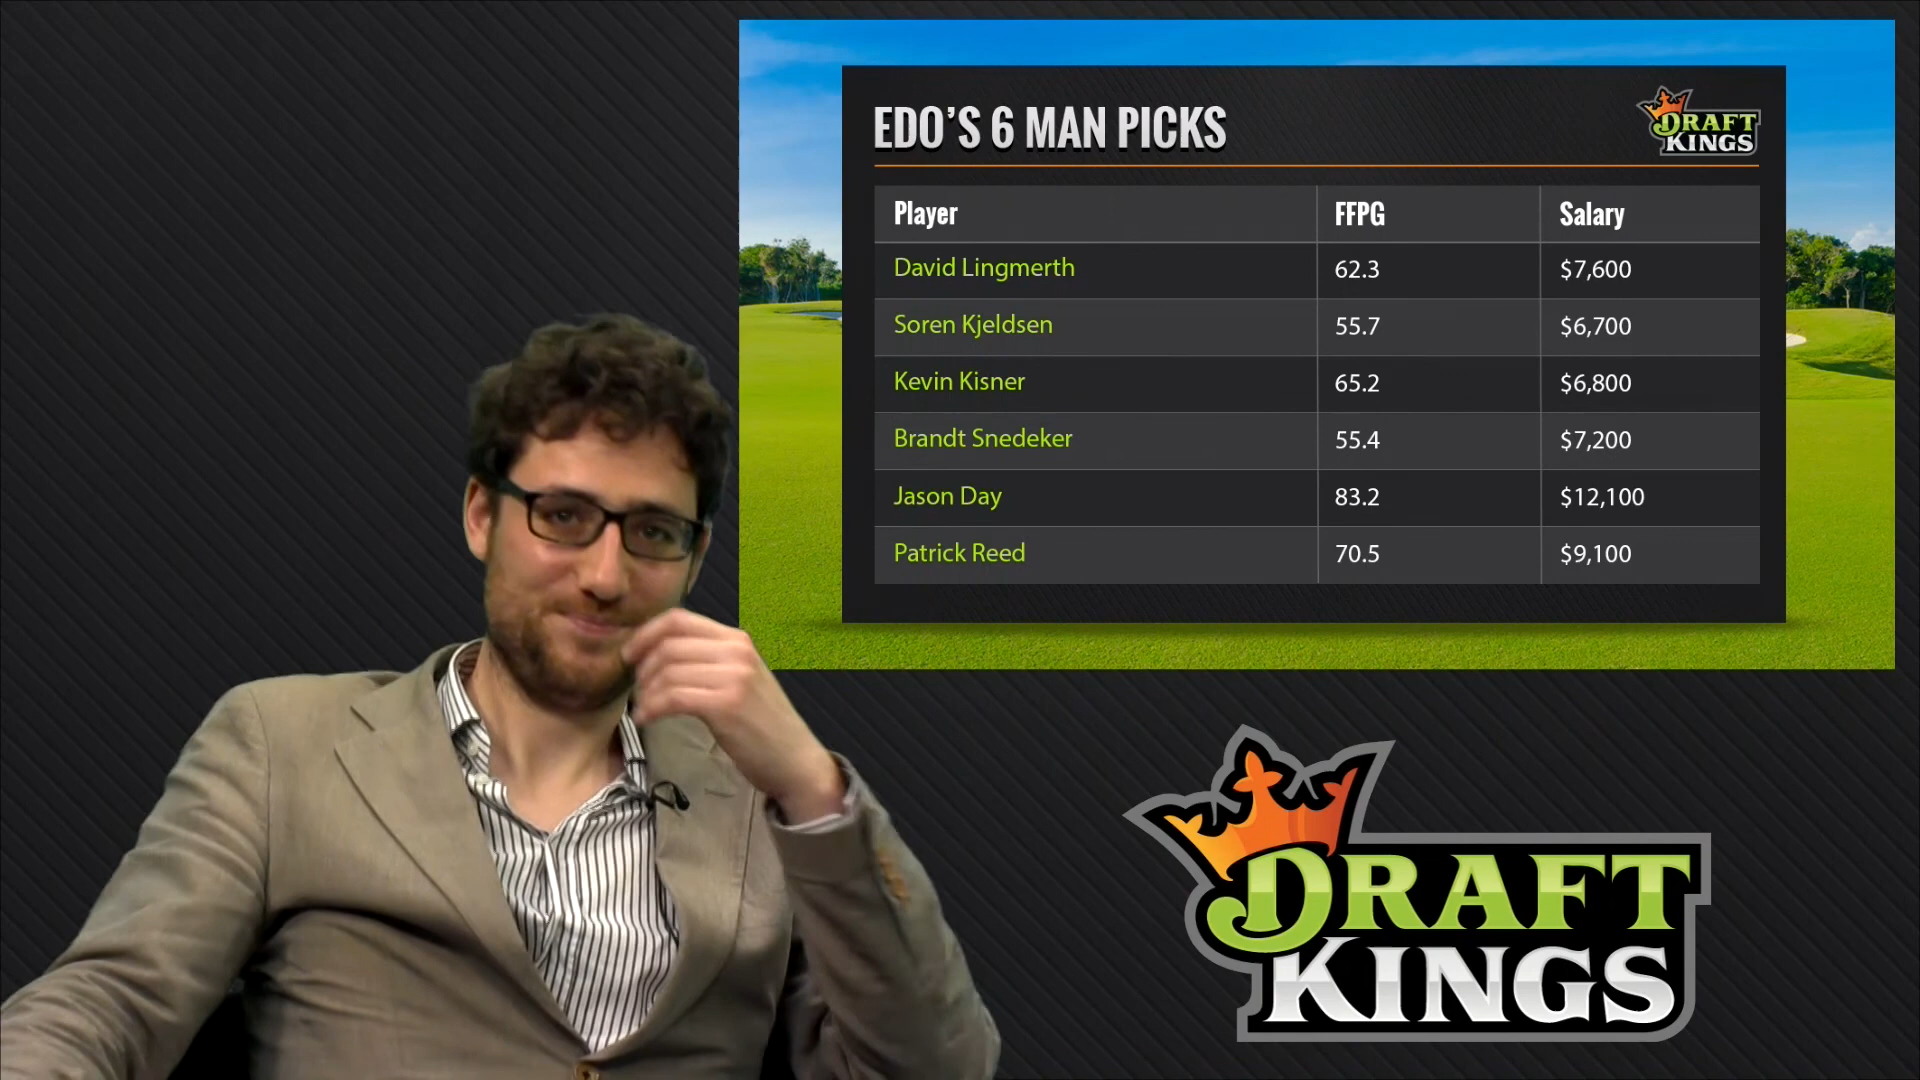 EDO'S 6 MAN PICKS
DRAFT
KINGS
Player FFPG Salary
David Lingmerth 62.3 $7,600
Soren Kjeldsen 55.7 $6,700
Kevin Kisner 65.2 $6,800
Brandt Snedeker 55.4 $7,200
Jason Day 83.2 $12,100
Patrick Reed 70.5 $9,100
DRAFT
KINGS